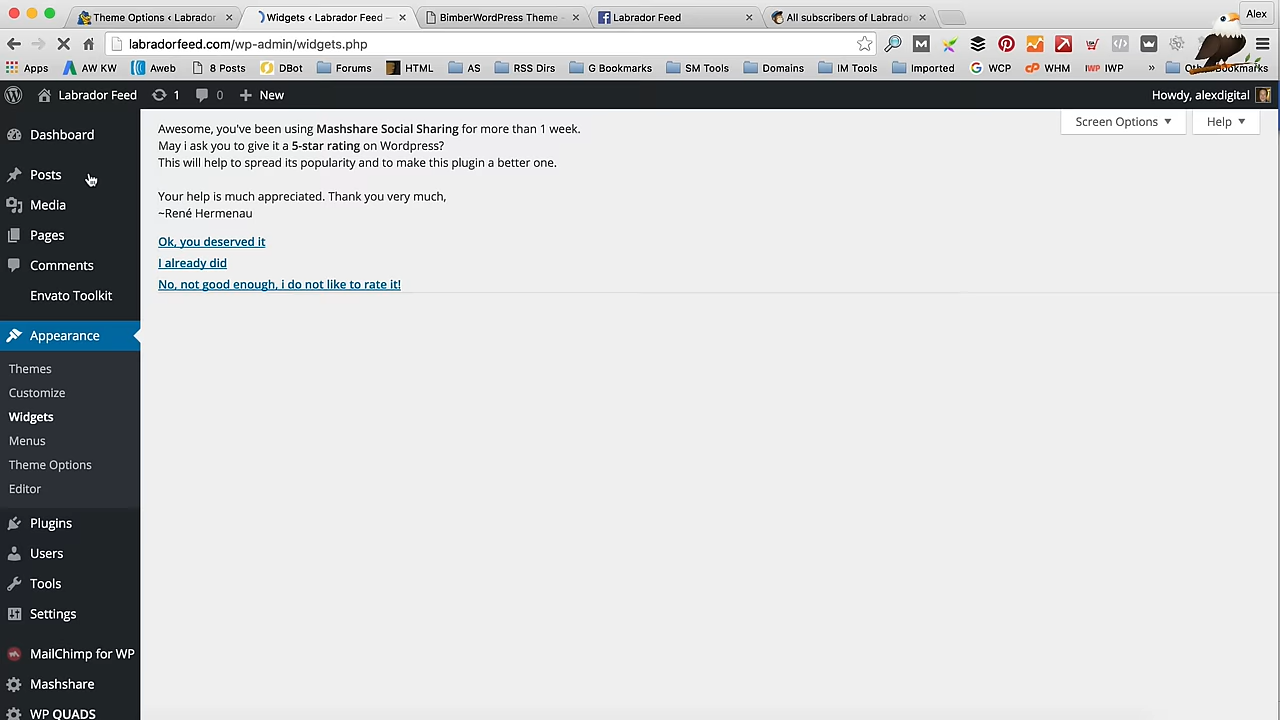 Theme Options ‹ Labrador
Widgets ‹ Labrador Feed —
BimberWordPress Theme -
Labrador Feed
All subscribers of Labrador
Alex
labradorfeed.com/wp-admin/widgets.php
Apps
AW KW
Aweb
8 Posts
DBot
Forums
HTML
AS
RSS Dirs
G Bookmarks
SM Tools
Domains
IM Tools
Imported
WCP
WHM
IWP IWP
»
Labrador Feed
1
0
New
Howdy, alexdigital
Screen Options
Help
Dashboard
Posts
Media
Pages
Comments
Envato Toolkit
Appearance
Themes
Customize
Widgets
Menus
Theme Options
Editor
Plugins
Users
Tools
Settings
MailChimp for WP
Mashshare
WP QUADS
Awesome, you've been using Mashshare Social Sharing for more than 1 week.
May i ask you to give it a 5-star rating on Wordpress?
This will help to spread its popularity and to make this plugin a better one.
Your help is much appreciated. Thank you very much,
~René Hermenau
Ok, you deserved it
I already did
No, not good enough, i do not like to rate it!